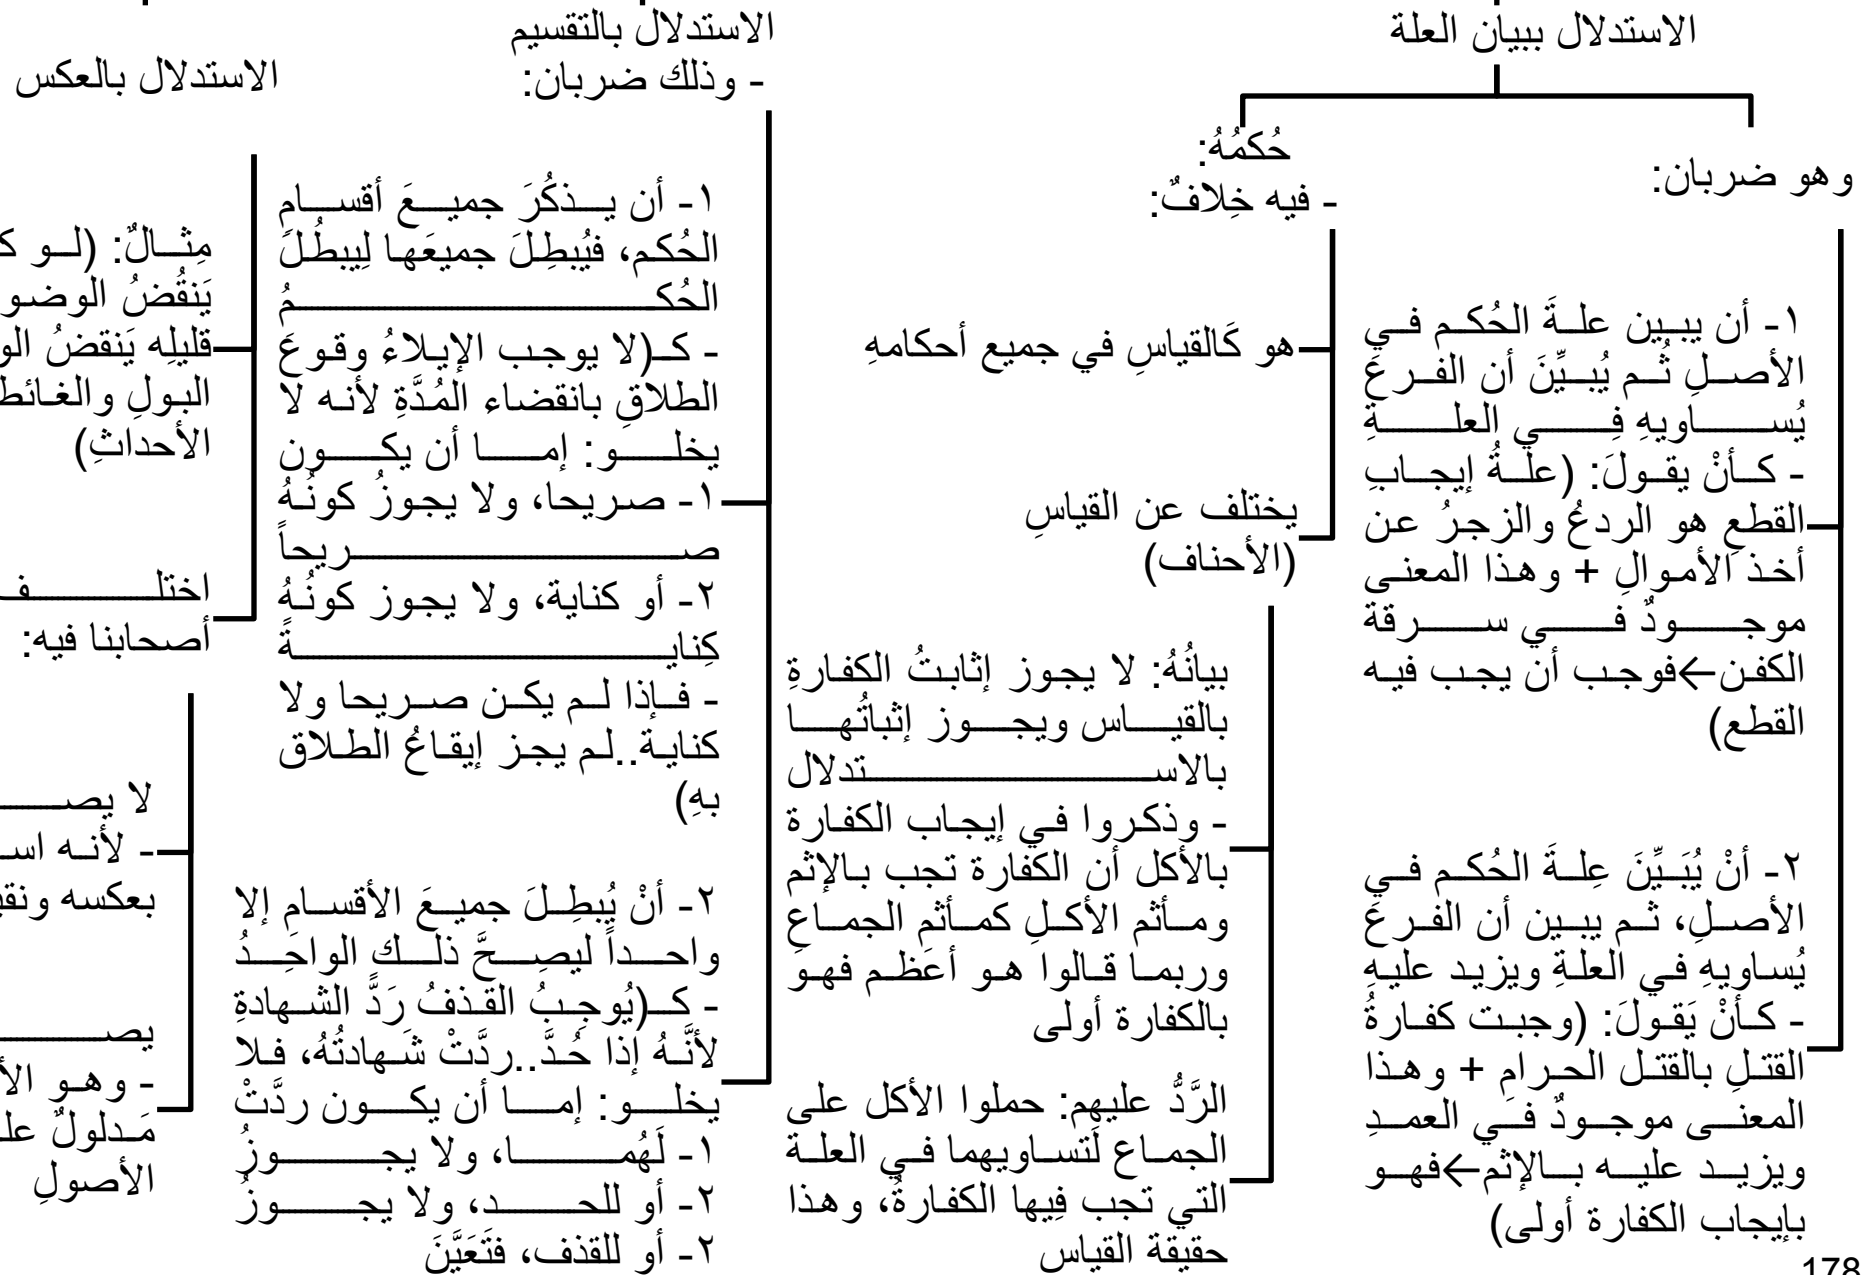 الاستدلال ببيان العلة
وهو ضربان:
١- أن يبين علةَ الحُكم في
الأصلِ ثُم يُبيِّنَ أن الفرعَ
يُساويهِ فِي العلةِ
- كأنْ يقولَ: (علةُ إيجابِ
القطعِ هو الردعُ والزجرُ عن
أخذ الأموالِ + وهذا المعنى
موجودٌ في سرقة
الكفن←فوجب أن يجب فيه
القطع)
٢- أنْ يُبَيِّنَ عِلةَ الحُكم في
الأصلِ، ثم يبين أن الفرعَ
يُساويهِ في العلةِ ويزيد عليهِ
- كأنْ يَقولَ: (وجبت كفارةُ
القتلِ بالقتل الحرامِ + وهذا
المعنى موجودٌ في العمدِ
ويزيد عليه بالإثم←فهو
بإيجاب الكفارة أولى)
حُكمُهُ:
- فيه خِلافٌ:
هو كَالقياسِ في جميع أحكامهِ
يختلف عن القياسِ
(الأحناف)
بيانُهُ: لا يجوز إثابتُ الكفارةِ
بالقياس ويجوز إثباتُها
بالاستدلال
- وذكروا في إيجاب الكفارة
بالأكل أن الكفارة تجب بالإثم
ومأثم الأكلِ كمأثم الجماعِ
وربما قالوا هو أعظم فهو
بالكفارة أولى
الرَّدُّ عليهم: حملوا الأكل على
الجماع لَتساويهما في العلة
التي تجب فِيها الكفارةُ، وهذا
حقيقة القياس
الاستدلال بالتقسيم
- وذلك ضربان:
١- أن يذكُرَ جميعَ أقسامِ
الحُكم، فيُبطِلَ جميعَها لِيبطُلَ
الحُكمُ
- كـ(لا يوجب الإيلاءُ وقوعَ
الطلاقِ بانقضاء المُدَّةِ لأنه لا
يخلو: إما أن يكون
١- صريحا، ولا يجوزُ كونُهُ
صريحاً
٢- أو كناية، ولا يجوز كونُهُ
كِنايةً
- فإذا لم يكن صريحا ولا
كناية..لم يجز إيقاعُ الطلاق
بهِ)
٢- أنْ يُبطِلَ جميعَ الأقسامِ إلا
واحداً ليصِحَّ ذلك الواحِدُ
- كـ(يُوجِبُ القذفُ رَدَّ الشهادةِ
لأنَّهُ إذا حُدَّ..ردَّتْ شَهادتُهُ، فلا
يخلو: إما أن يكون ردَّتْ
١- لَهُما، ولا يجوزُ
٢- أو للحد، ولا يجوزُ
٢- أو للقذف، فتَعَيَّنَ
الاستدلال بالعكس
مِثالٌ: (لو ك
يَنقُضُ الوضو
قليلِه يَنقضُ الو
البولِ والغائط
الأحداثِ)
اختلف
أصحابنا فيه:
لا يص
- لأنه اس
بعكسه ونق
يص
- وهو الأ
مَدلولٌ عل
الأصولِ
178